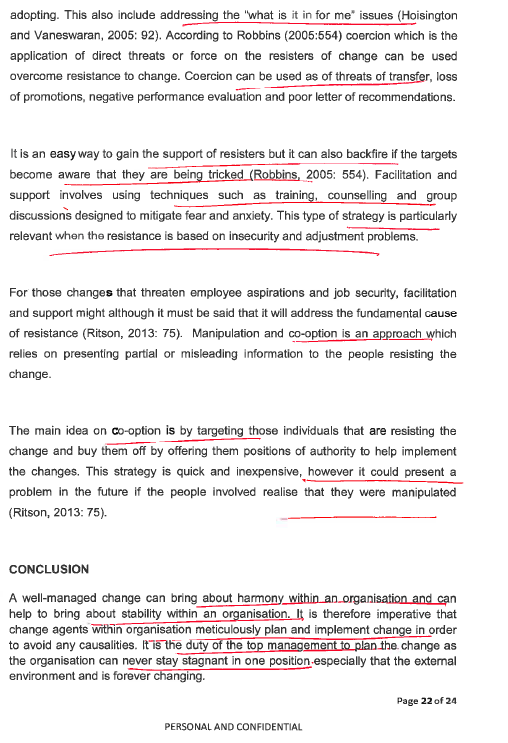 adopting. This also include addressing the "what is it in for me" issues (Hoisington
and Vaneswaran, 2005: 92). According to Robbins (2005:554) coercion which is the
application of direct threats or force on the resisters of change can be used
overcome resistance to change. Coercion can be used as of threats of transfer, loss
of promotions, negative performance evaluation and poor letter of recommendations.
It is an easy way to gain the support of resisters but it can also backfire if the targets
become aware that they are being tricked (Robbins, 2005: 554). Facilitation and
support involves using techniques such as training, counselling and group
discussions designed to mitigate fear and anxiety. This type of strategy is particularly
relevant when the resistance is based on insecurity and adjustment problems.
For those changes that threaten employee aspirations and job security, facilitation
and support might although it must be said that it will address the fundamental cause
of resistance (Ritson, 2013: 75). Manipulation and co-option is an approach which
relies on presenting partial or misleading information to the people resisting the
change.
The main idea on co-option is by targeting those individuals that are resisting the
change and buy them off by offering them positions of authority to help implement
the changes. This strategy is quick and inexpensive, however it could present a
problem in the future if the people involved realise that they were manipulated
(Ritson, 2013: 75).
CONCLUSION
A well-managed change can bring about harmony within an organisation and can
help to bring about stability within an organisation. It is therefore imperative that
change agents within organisation meticulously plan and implement change in order
to avoid any causalities. It is the duty of the top management to plan the change as
the organisation can never stay stagnant in one position especially that the external
environment and is forever changing.
Page 22 of 24
PERSONAL AND CONFIDENTIAL